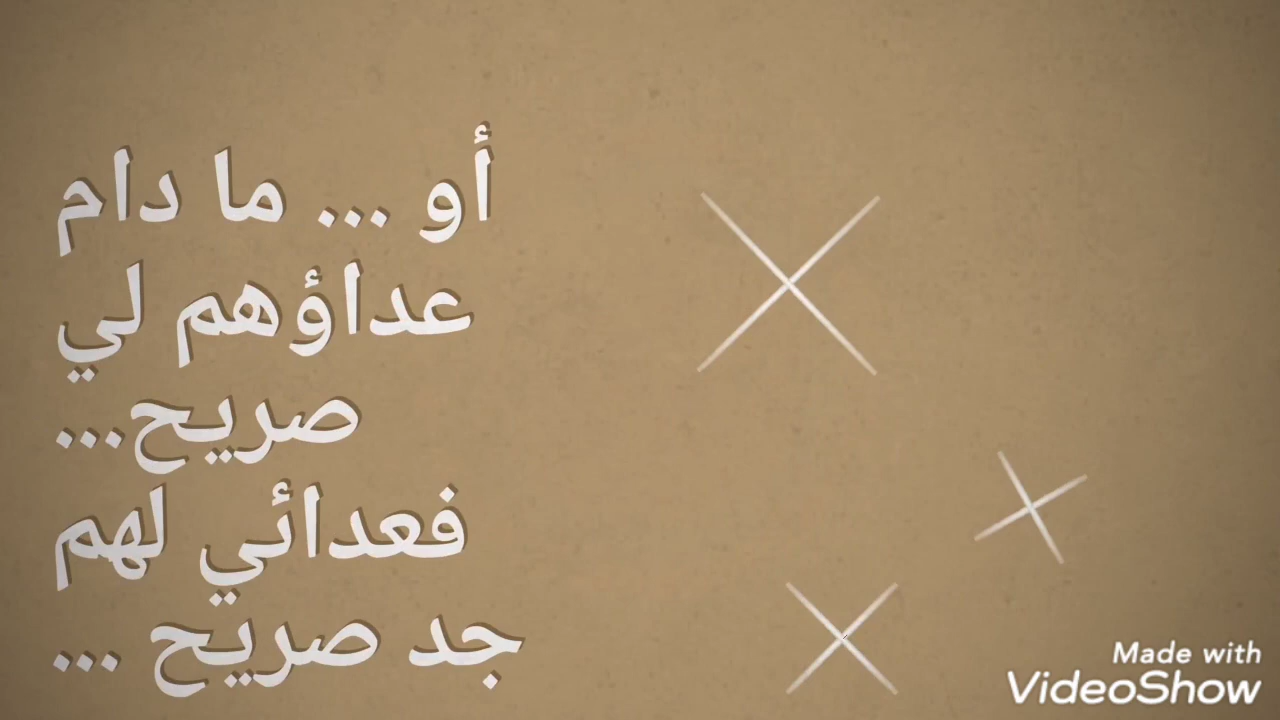 أو ... ما دام
عداؤهم لي
صريح...
فعدائي لهم
جد صريح ...
Made with
VideoShow